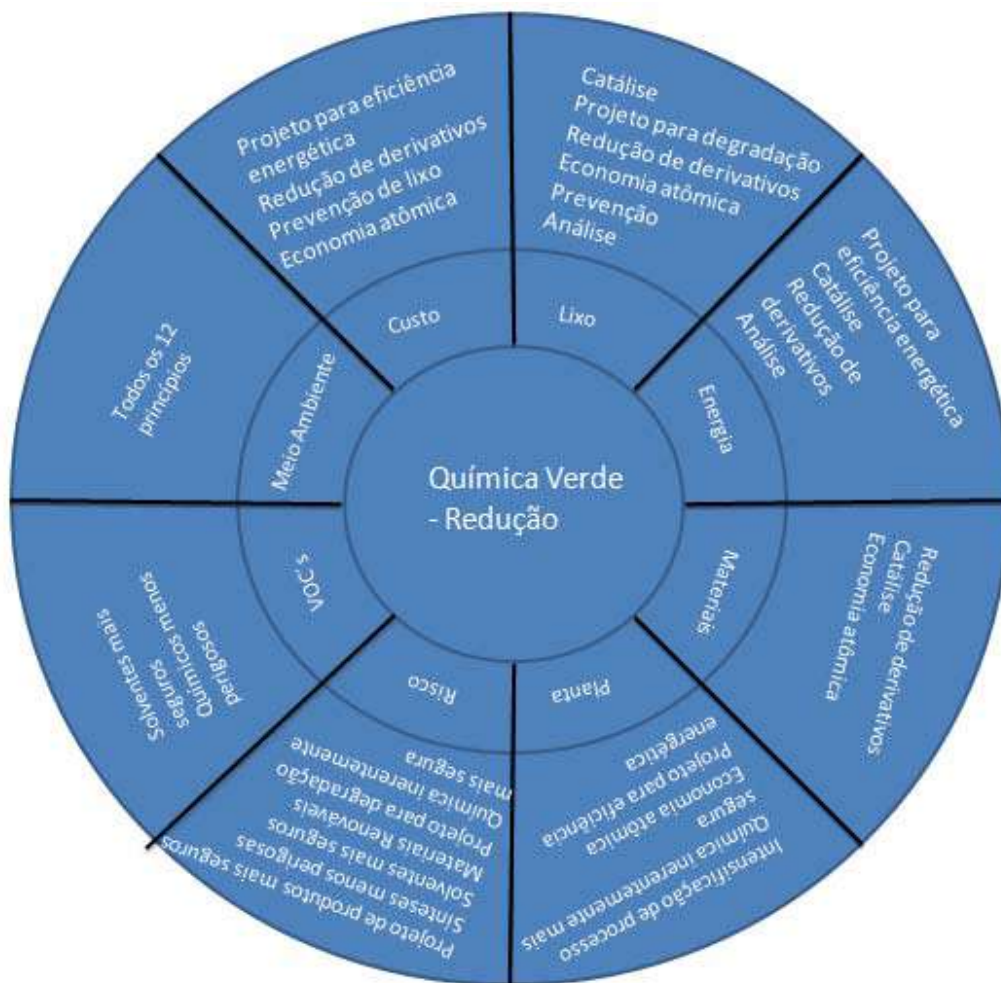 Projeto para eficiência
energética
Redução de derivativos
Prevenção de lixo
Economia atômica
Custo
Catálise
Projeto para degradação
Redução de derivativos
Economia atômica
Prevenção
Análise
Lixo
Projeto para
eficiência energética
Catálise
Redução de
derivativos
Análise
Energia
Redução de derivativos
Catálise
Economia atômica
Materiais
Intensificação de processo
Química inerentemente mais
segura
Economia atômica
Projeto para eficiência
energética
Planta
Projeto de produtos mais seguros
Sínteses menos perigosas
Solventes mais seguros
Materiais Renováveis
Projeto para degradação
Química inerentemente
mais segura
Risco
Solventes mais
seguros
Químicos menos
perigosos
VOC´s
Todos os 12
princípios
Meio Ambiente
Química Verde
- Redução